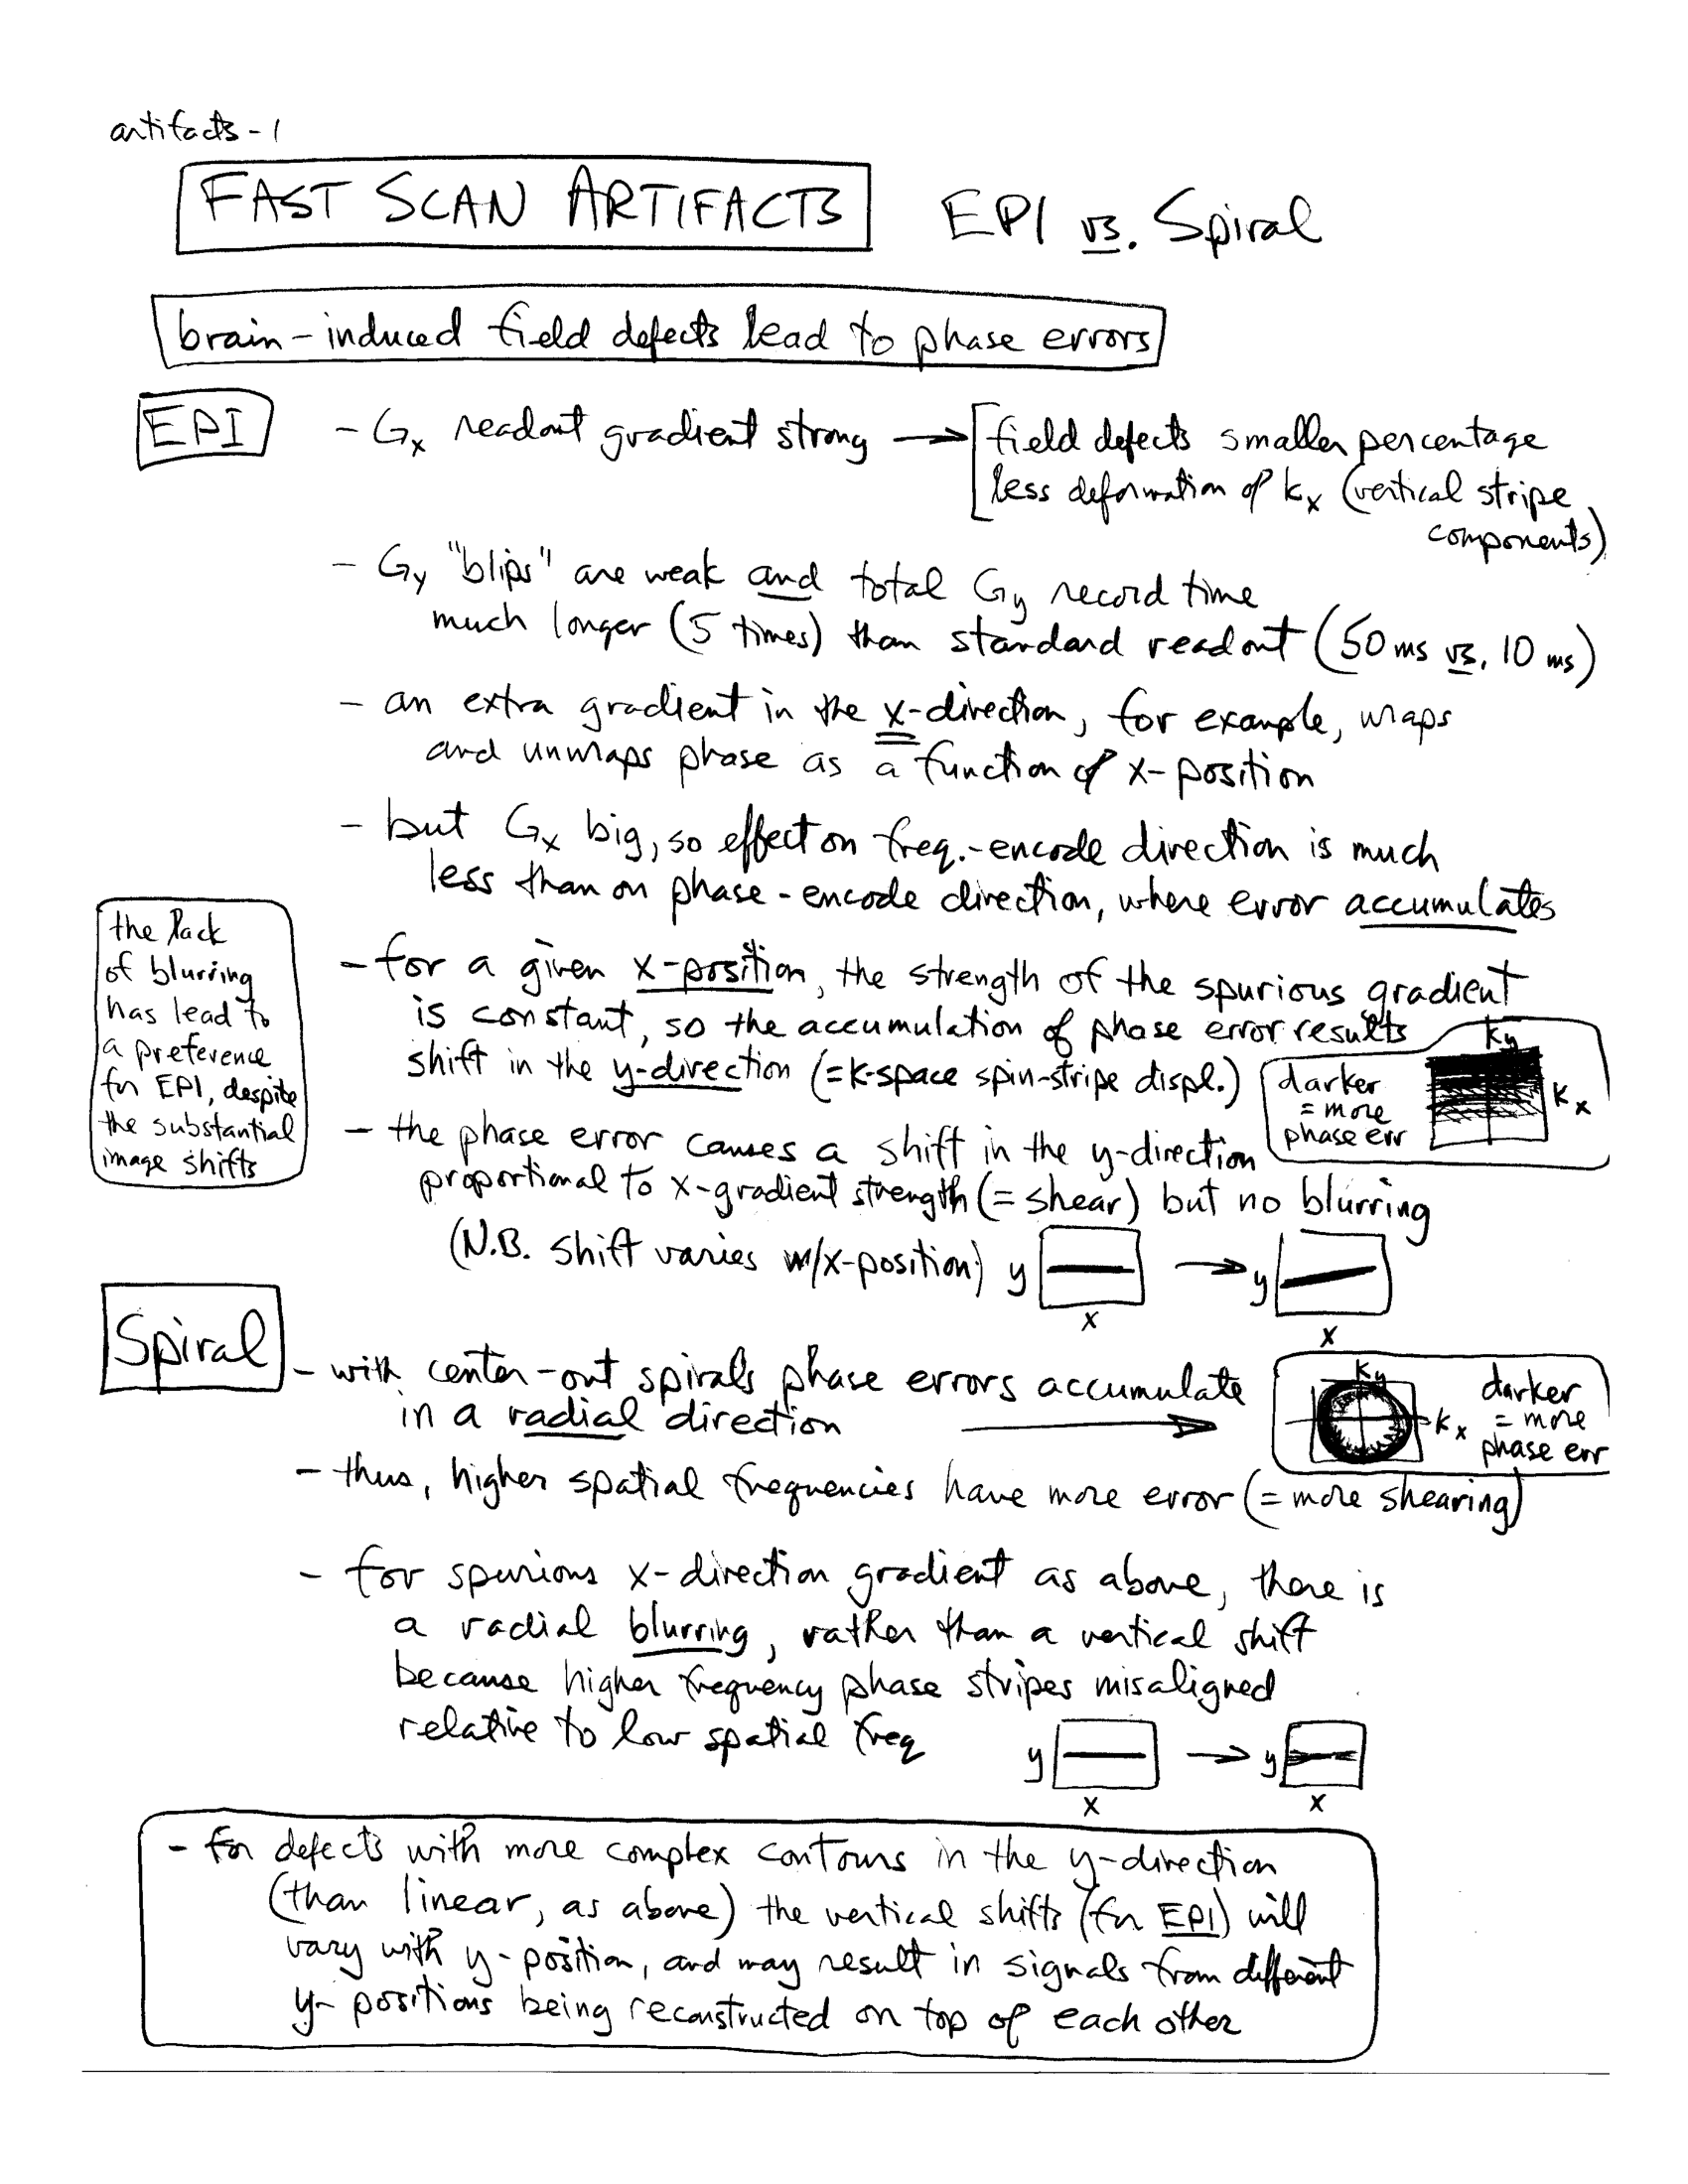 artifacts-1
FAST SCAN ARTIFACTS EPI vs. Spiral
brain-induced field defects lead to phase errors
EPI
- Gx readout gradient strong → field defects smaller percentage
less deformation of kx (vertical stripe
components)
- Gy "blips" are weak and total Gy record time
much longer (5 times) than standard readout (50 ms vs. 10 ms)
- an extra gradient in the x-direction, for example, wraps
and unwraps phase as a function of x-position
- but Gx big, so effect on freq.-encode direction is much
less than on phase-encode direction, where error accumulates
the lack
of blurring
has lead to
a preference
for EPI, despite
the substantial
image shifts
- for a given x-position, the strength of the spurious gradient
is constant, so the accumulation of phase error results
shift in the y-direction (=k-space spin-stripe displ.)
darker
= more
phase err
ky
kx
- the phase error causes a shift in the y-direction
proportional to x-gradient strength (= shear) but no blurring
(N.B. shift varies w/x-position)
y → y
x x
Spiral
- with center-out spirals phase errors accumulate
in a radial direction →
ky
kx
darker
= more
phase err
- thus, higher spatial frequencies have more error (= more shearing)
- for spurious x-direction gradient as above, there is
a radial blurring, rather than a vertical shift
because higher frequency phase stripes misaligned
relative to low spatial freq
y → y
x x
- for defects with more complex contours in the y-direction
(than linear, as above) the vertical shifts (for EPI) will
vary with y-position, and may result in signals from different
y-positions being reconstructed on top of each other